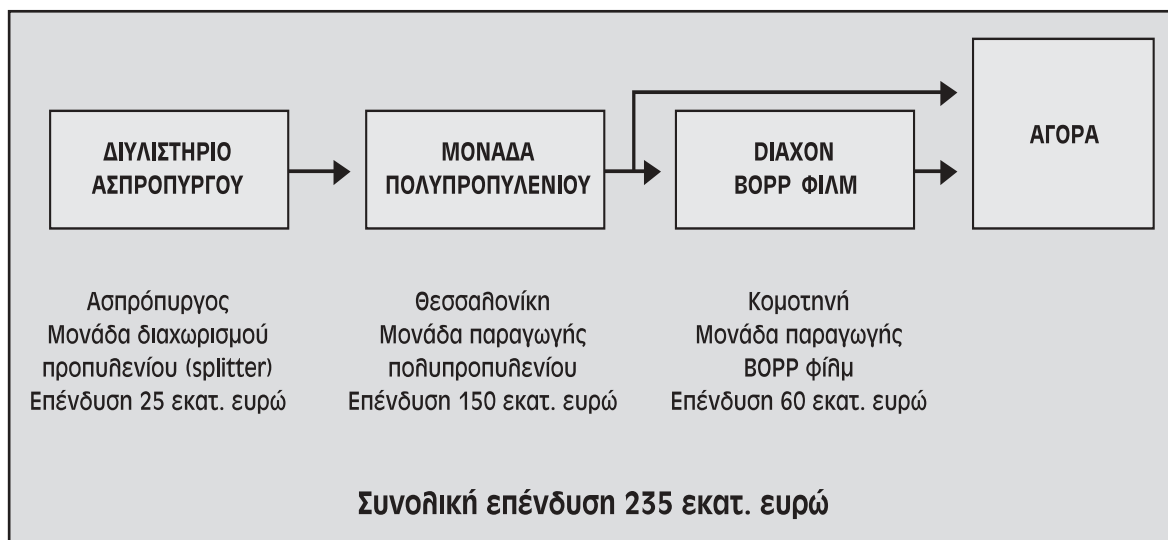 ΔΙΥΛΙΣΤΗΡΙΟ
ΑΣΠΡΟΠΥΡΓΟΥ
ΜΟΝΑΔΑ
ΠΟΛΥΠΡΟΠΥΛΕΝΙΟΥ
DIAXON
BOPP ΦΙΛΜ
ΑΓΟΡΑ
Ασπρόπυργος
Μονάδα διαχωρισμού
προπυλενίου (splitter)
Επένδυση 25 εκατ. ευρώ
Θεσσαλονίκη
Μονάδα παραγωγής
πολυπροπυλενίου
Επένδυση 150 εκατ. ευρώ
Κομοτηνή
Μονάδα παραγωγής
BOPP φίλμ
Επένδυση 60 εκατ. ευρώ
Συνολική επένδυση 235 εκατ. ευρώ